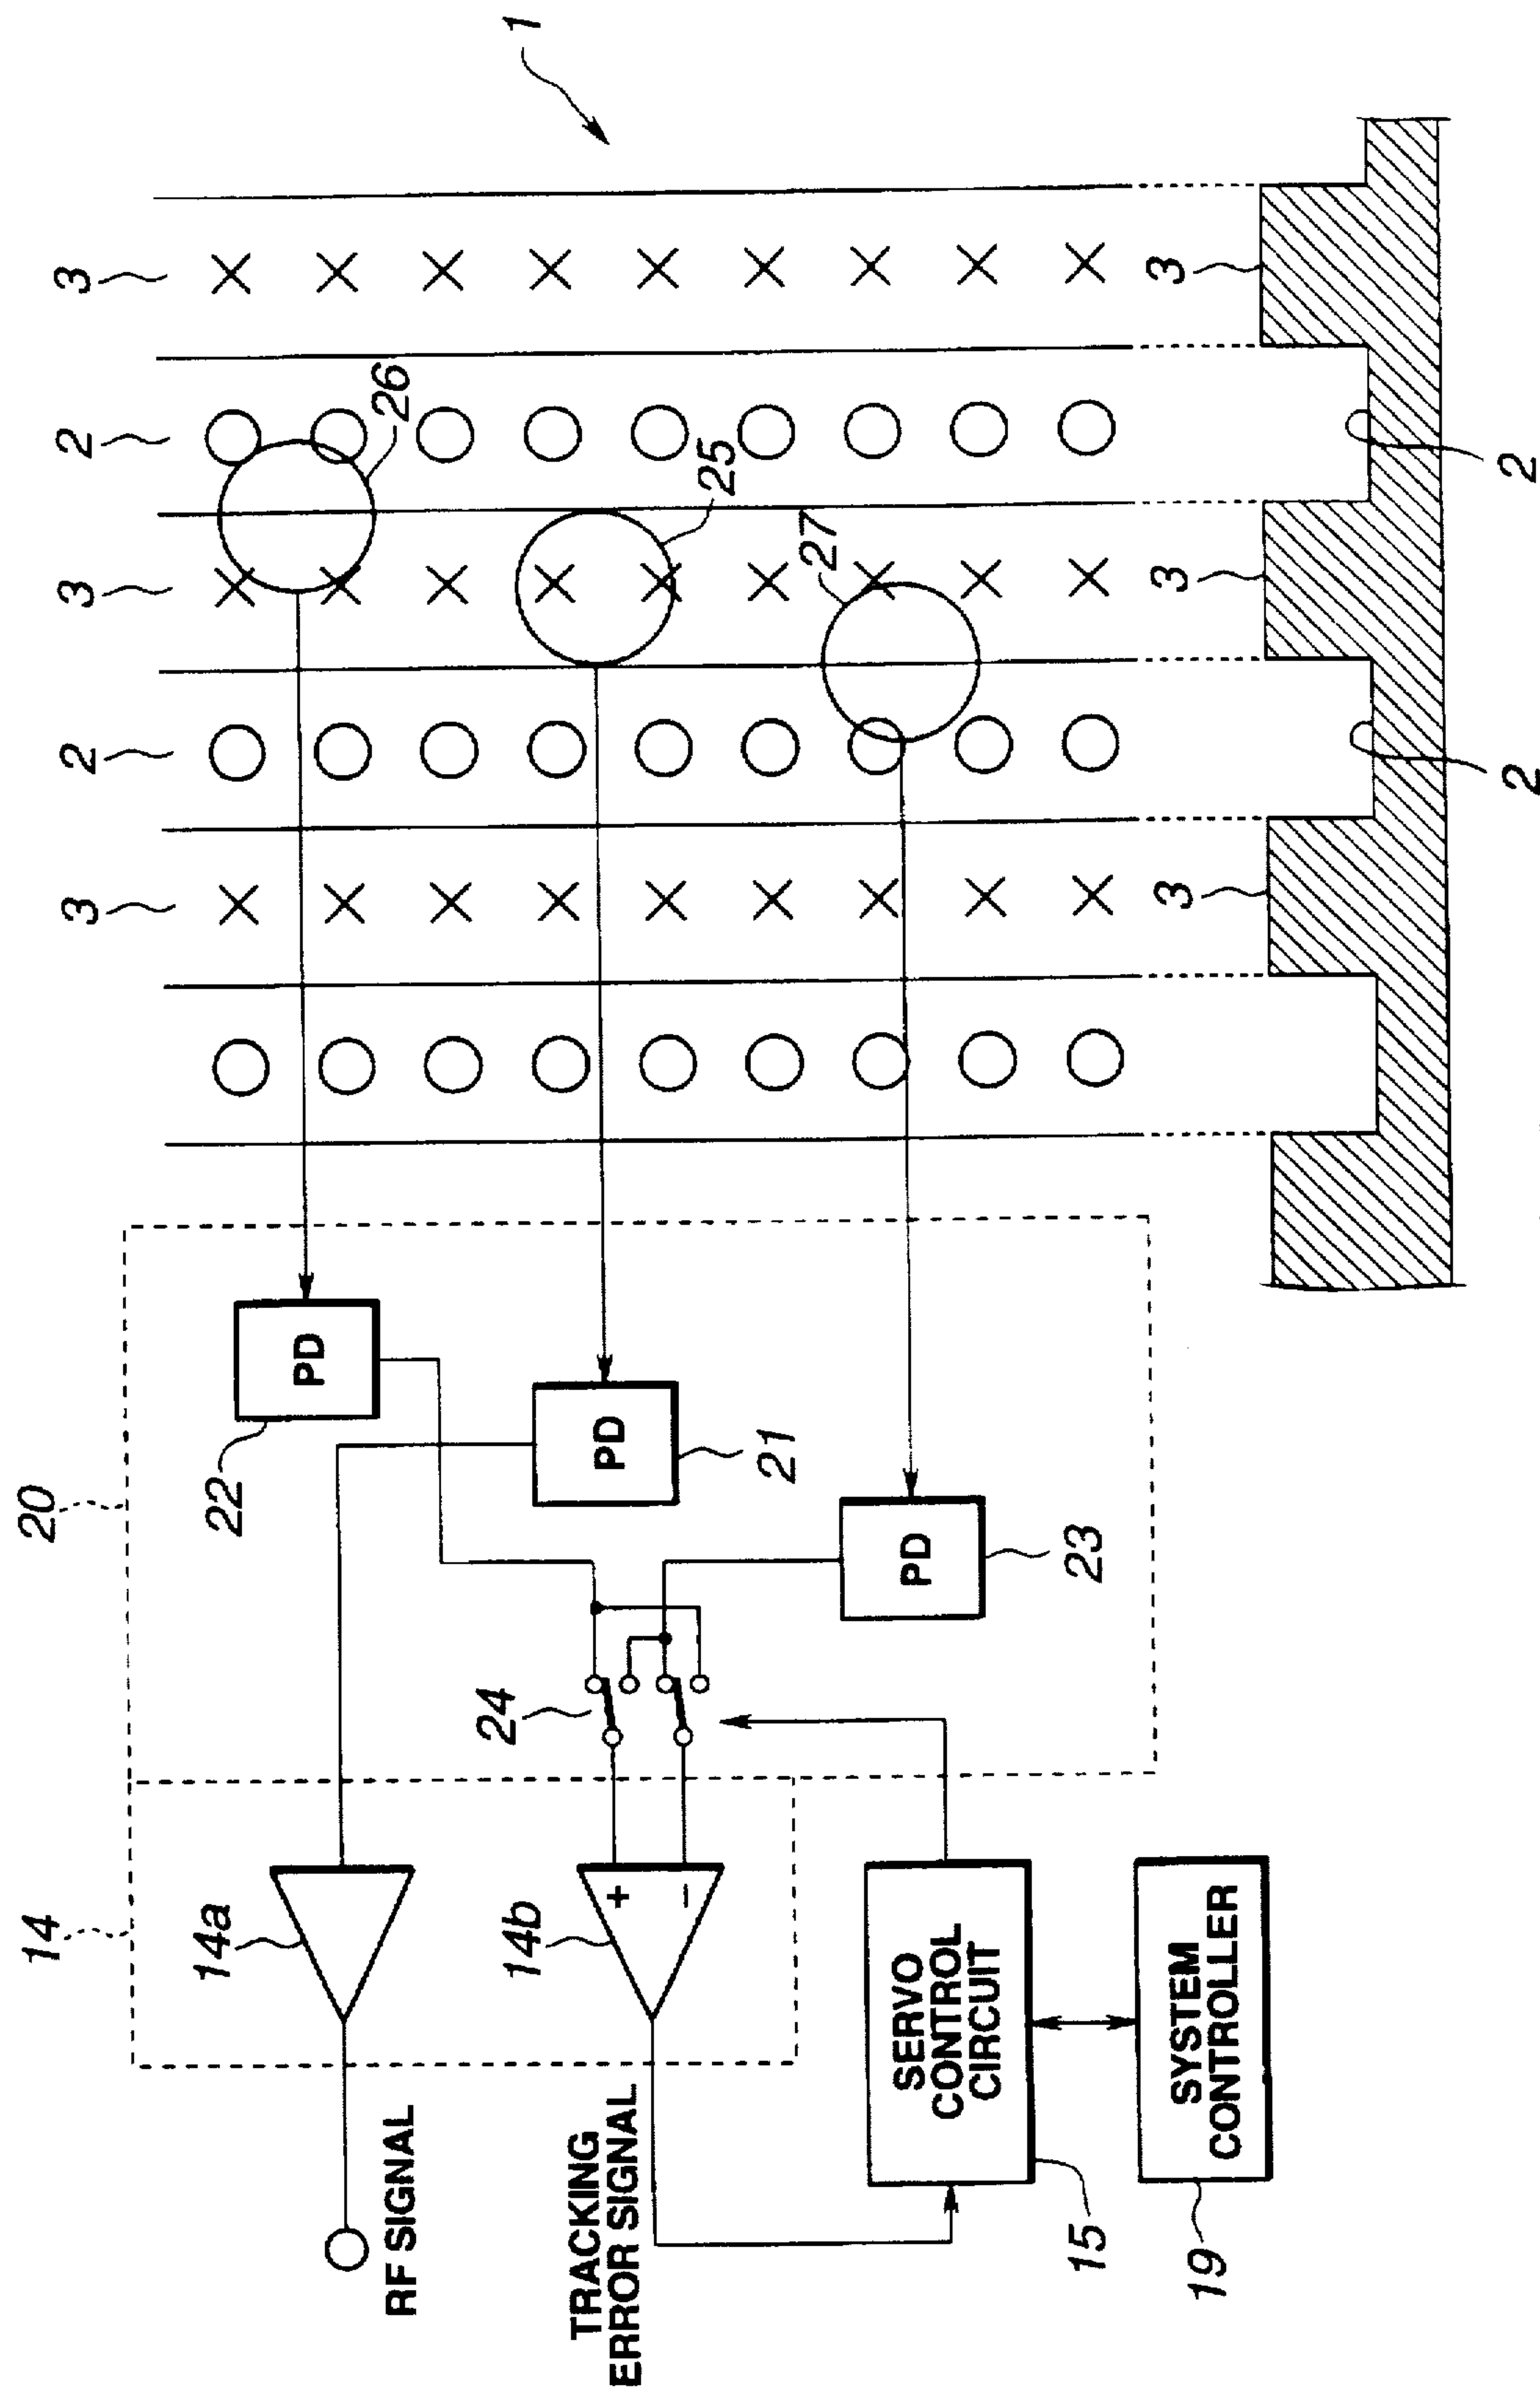 1
3
2
3
2
3
26
25
27
3
2
3
2
3
20
22
PD
PD
21
PD
23
24
14
14a
14b
+
−
SERVO
CONTROL
CIRCUIT
15
SYSTEM
CONTROLLER
19
RF SIGNAL
TRACKING
ERROR SIGNAL